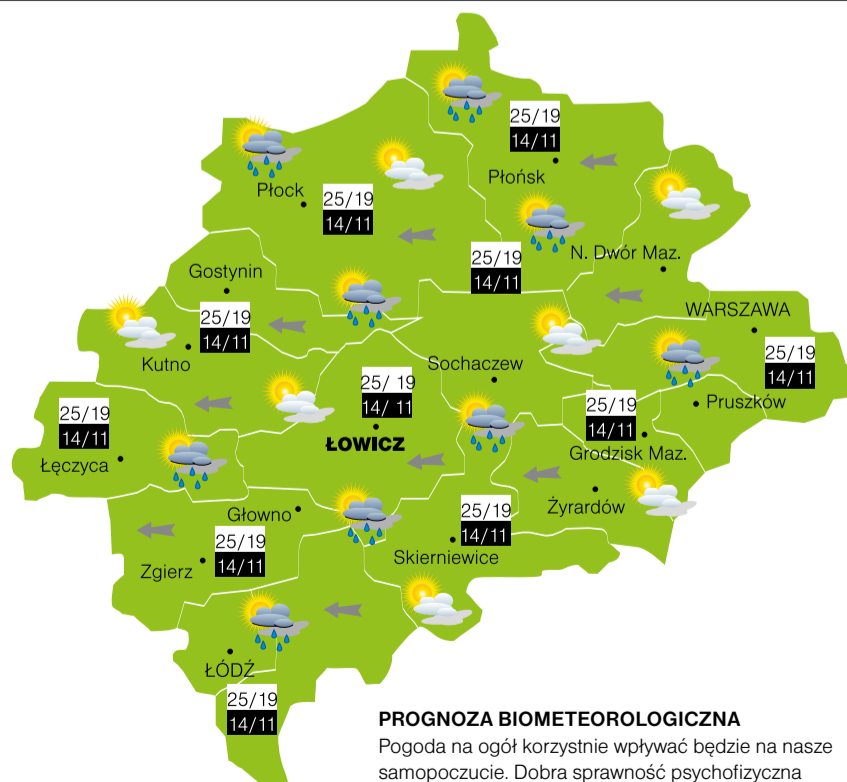 25/19
14/11
Płońsk
Płock
25/19
14/11
N. Dwór Maz.
25/19
14/11
Gostynin
WARSZAWA
25/19
14/11
Kutno
25/19
14/11
Sochaczew
25/ 19
14/ 11
ŁOWICZ
Pruszków
25/19
14/11
Grodzisk Maz.
25/19
14/11
Łęczyca
Żyrardów
Głowno
25/19
14/11
Skierniewice
25/19
14/11
Zgierz
ŁÓDŹ
25/19
14/11
PROGNOZA BIOMETEOROLOGICZNA
Pogoda na ogół korzystnie wpływać będzie na nasze
samopoczucie. Dobra sprawność psychofizyczna